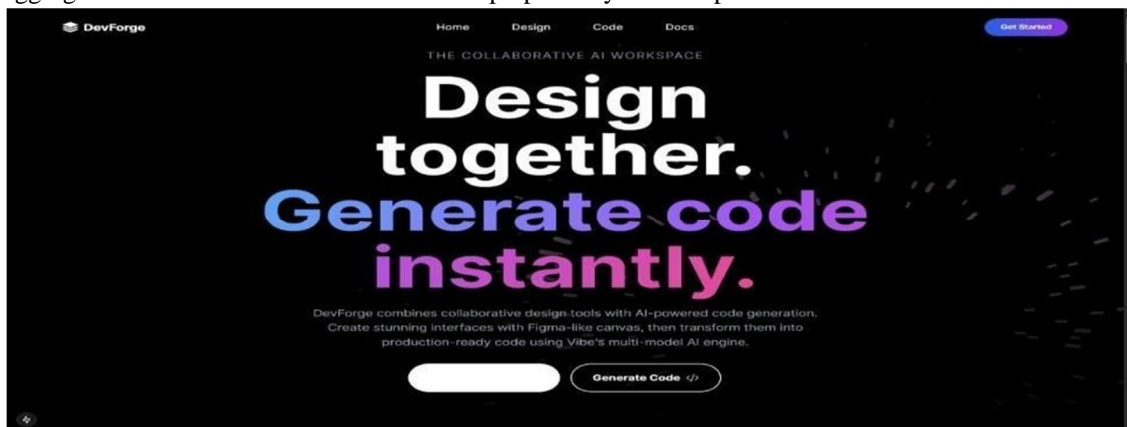 DevForge
Home Design Code Docs
Get Started
THE COLLABORATIVE AI WORKSPACE
Design
together.
Generate code
instantly.
DevForge combines collaborative design tools with AI-powered code generation.
Create stunning interfaces with Figma-like canvas, then transform them into
production-ready code using Vibe's multi-model AI engine.
Generate Code </>